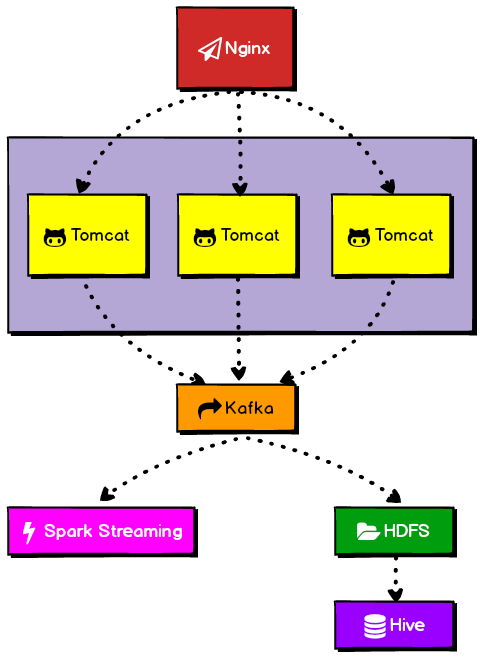 Nginx
Tomcat
Tomcat
Tomcat
Kafka
Spark Streaming
HDFS
Hive